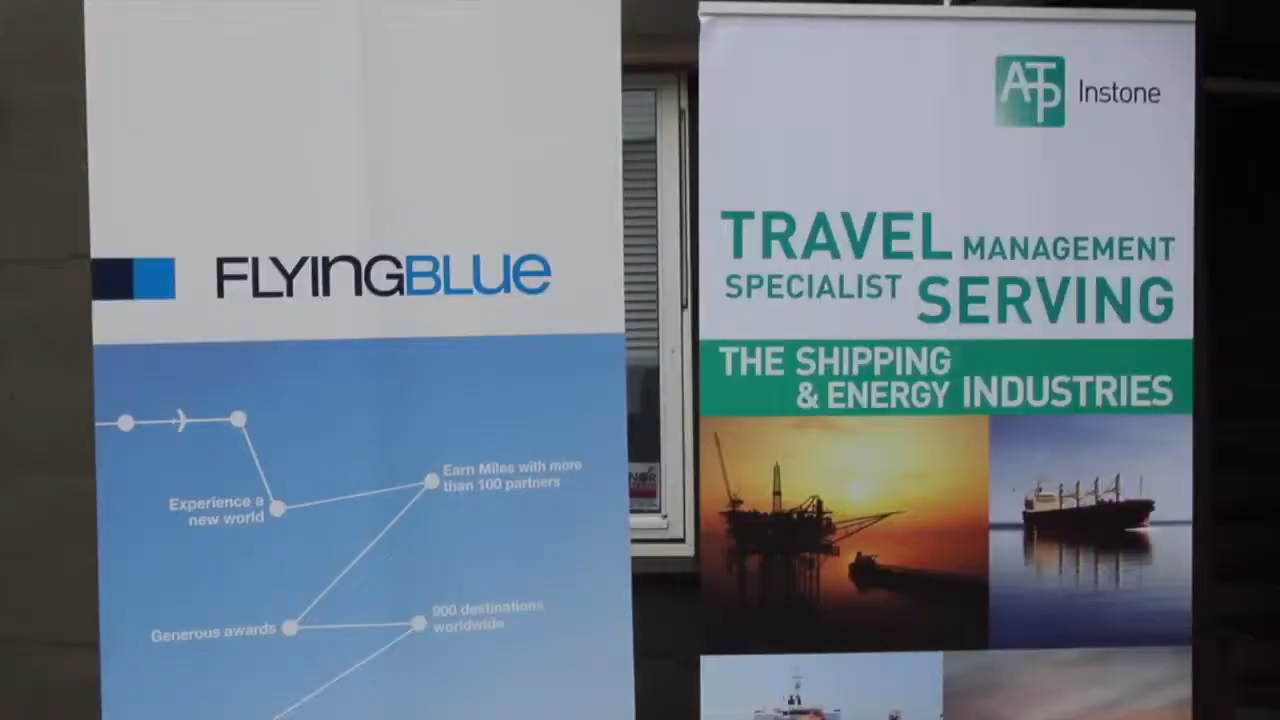 FLYINGBLUE
Experience a
new world
Earn Miles with more
than 100 partners
Generous awards
900 destinations
worldwide
ATP Instone
TRAVEL MANAGEMENT
SPECIALIST SERVING
THE SHIPPING
& ENERGY INDUSTRIES